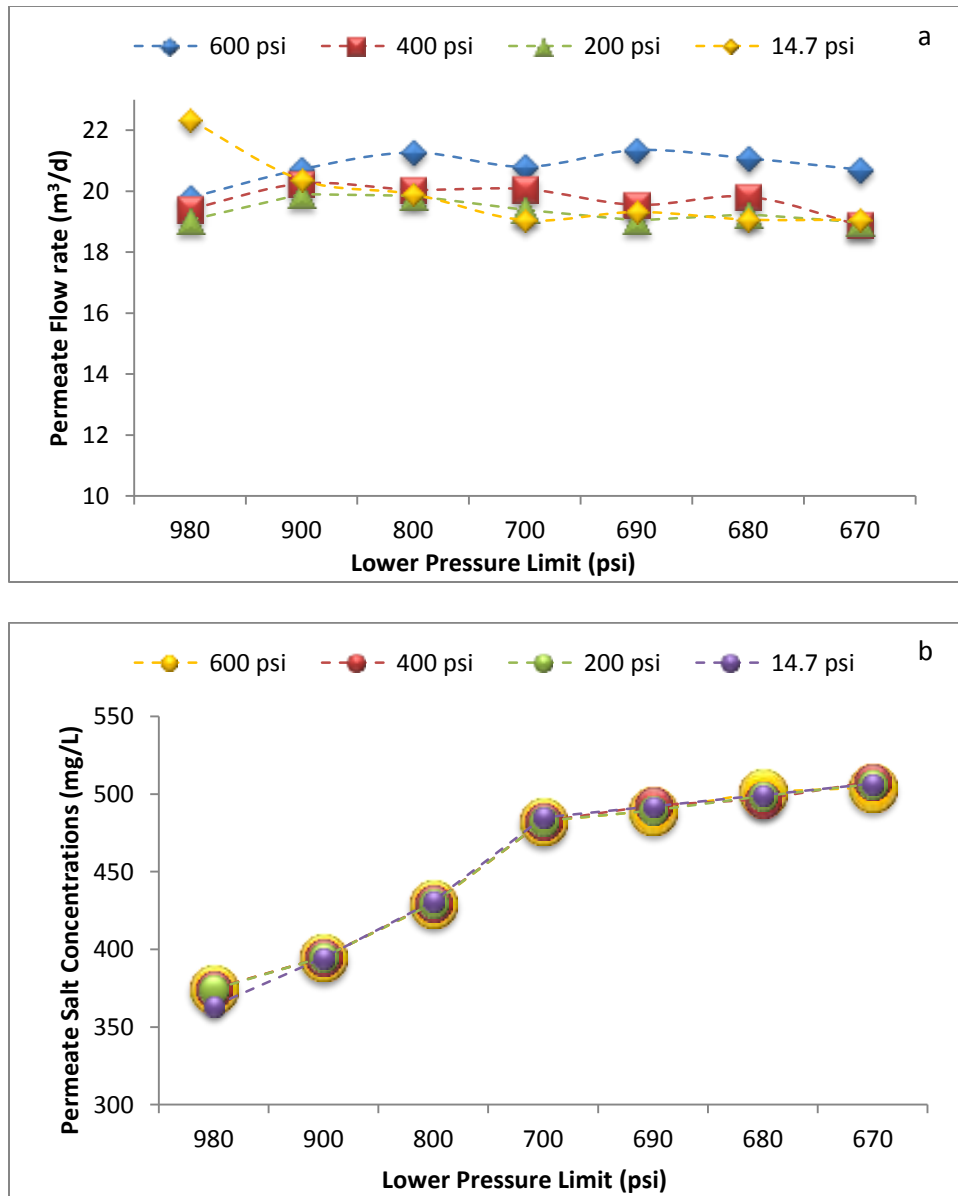 a
600 psi 400 psi 200 psi 14.7 psi
Permeate Flow rate (m³/d)
22
20
18
16
14
12
10
980 900 800 700 690 680 670
Lower Pressure Limit (psi)
b
600 psi 400 psi 200 psi 14.7 psi
Permeate Salt Concentrations (mg/L)
550
500
450
400
350
300
980 900 800 700 690 680 670
Lower Pressure Limit (psi)